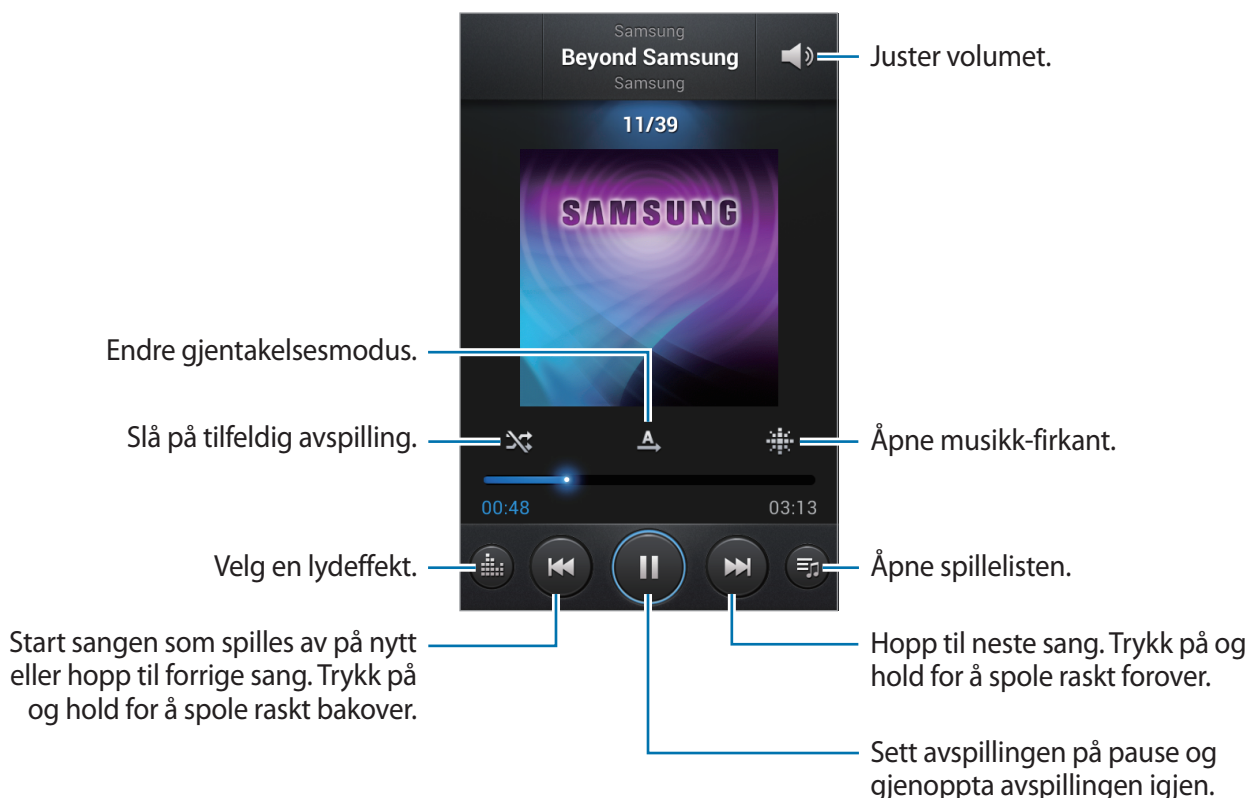 Samsung
Beyond Samsung
Samsung
Juster volumet.
11/39
SAMSUNG
Endre gjentakelsesmodus.
Slå på tilfeldig avspilling.
A
Åpne musikk-firkant.
00:48
03:13
Velg en lydeffekt.
Åpne spillelisten.
Start sangen som spilles av på nytt
eller hopp til forrige sang. Trykk på
og hold for å spole raskt bakover.
Hopp til neste sang. Trykk på og
hold for å spole raskt forover.
Sett avspillingen på pause og
gjenoppta avspillingen igjen.